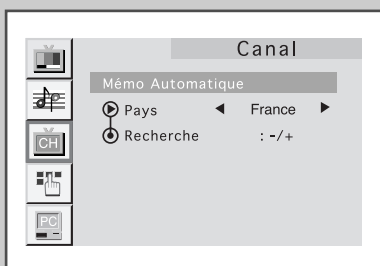 Canal
Mémo Automatique
Pays France
Recherche : -/+
CH
PC